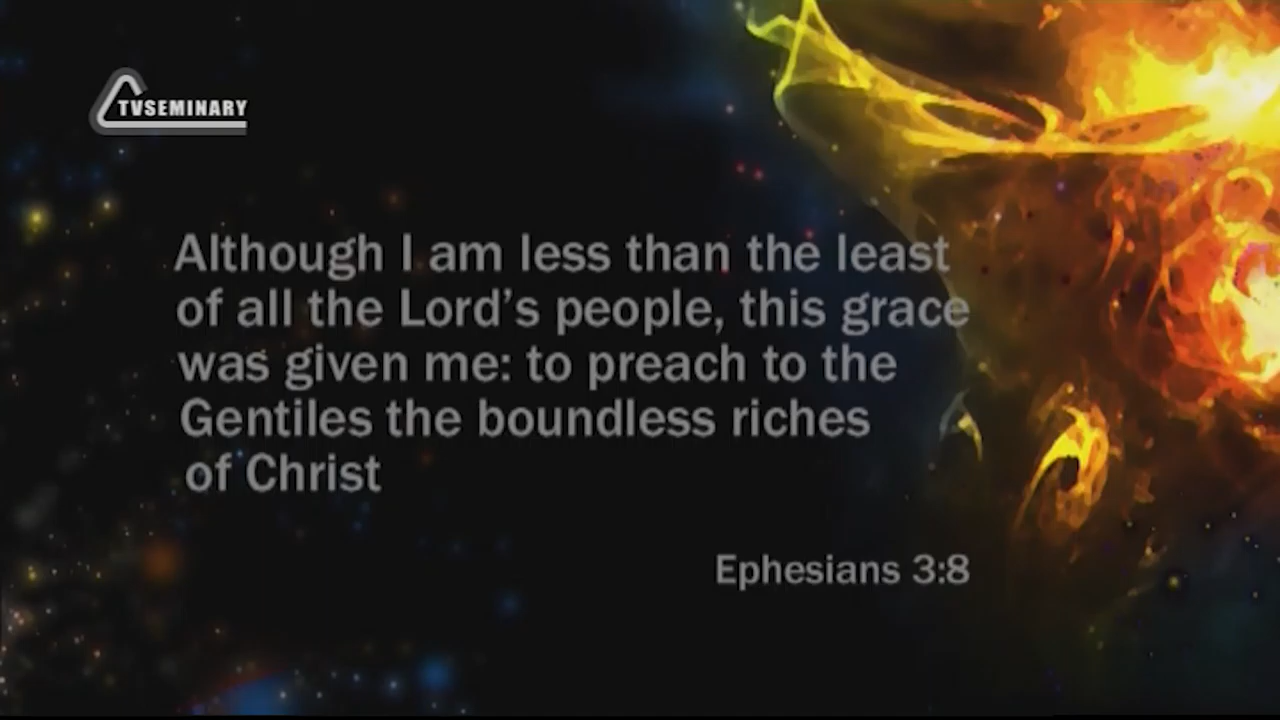 TVSEMINARY
Although I am less than the least
of all the Lord’s people, this grace
was given me: to preach to the
Gentiles the boundless riches
of Christ
Ephesians 3:8